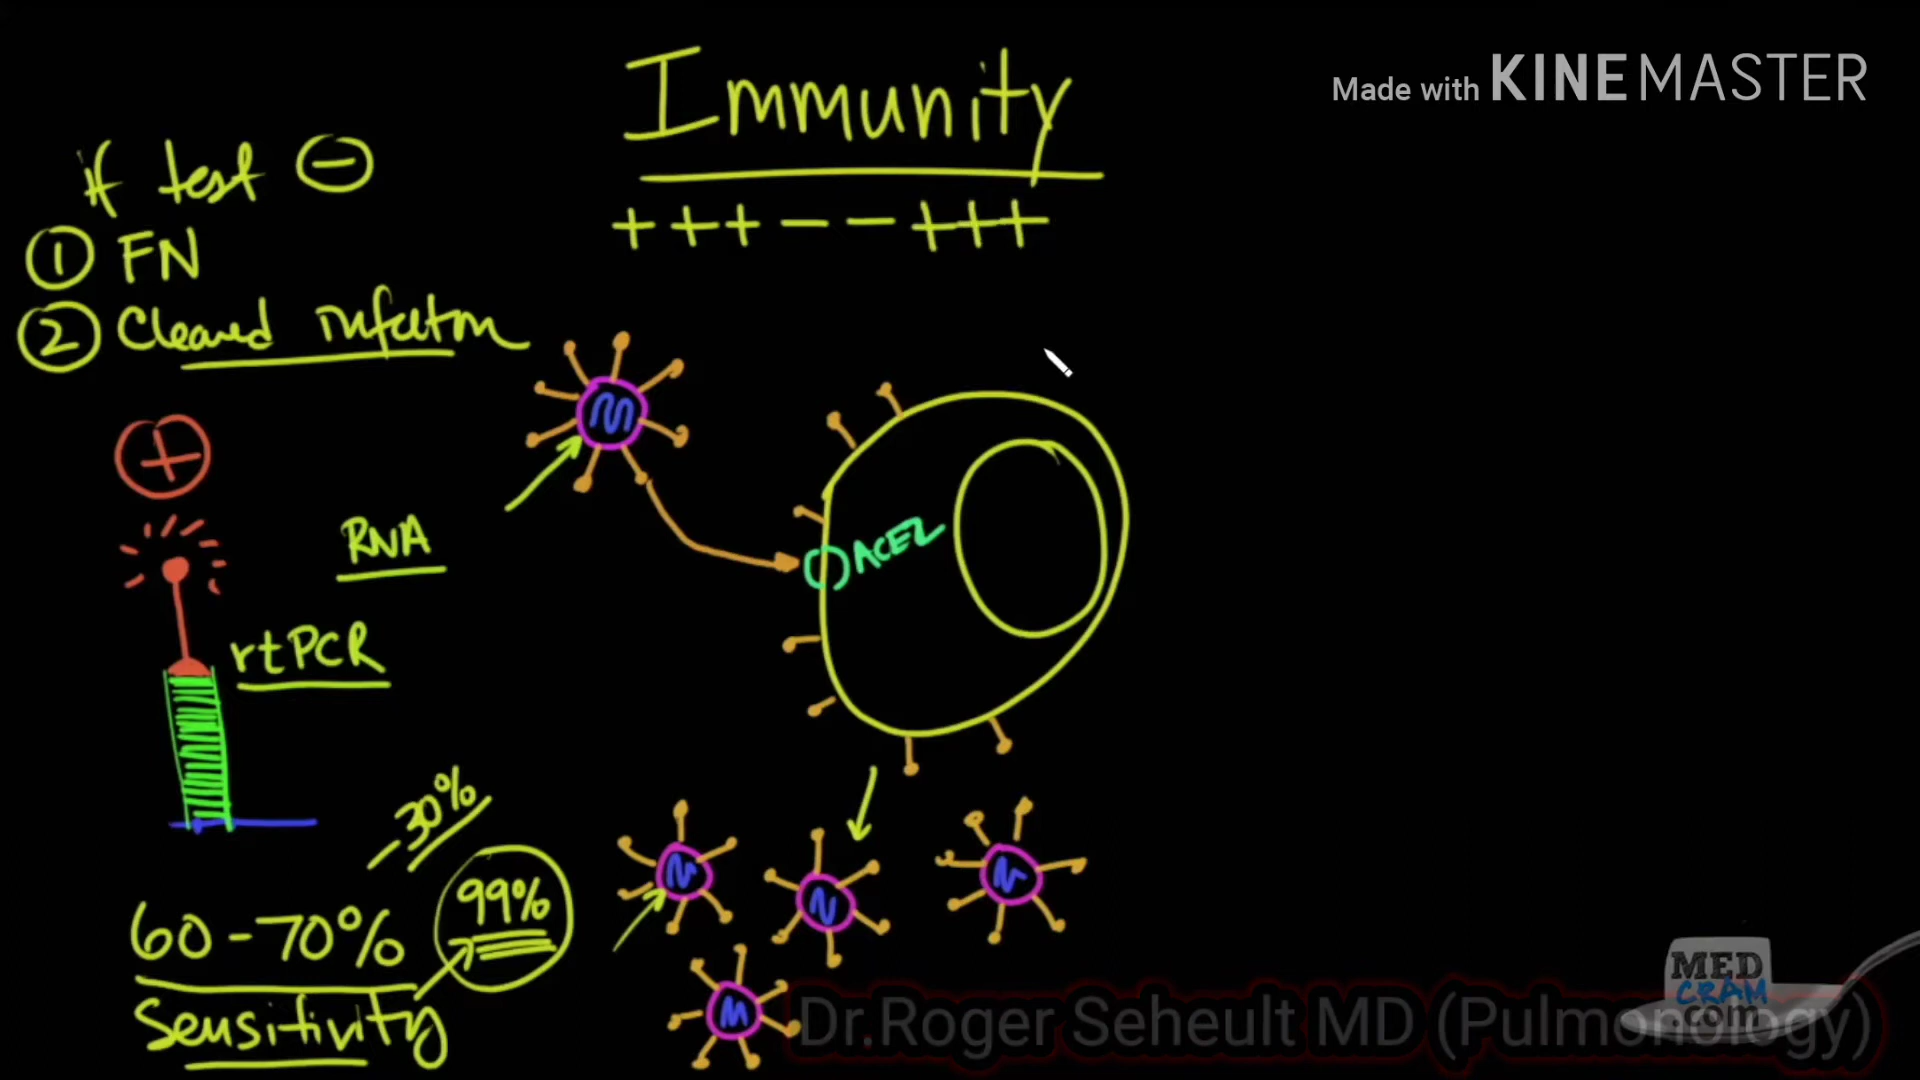 Immunity
Made with KINEMASTER
if test ⊖
+++--+++
① FN
② Cleared infection
+
RNA
ACE2
rtPCR
-30%
99%
60-70%
Sensitivity
MED
CRAM
.com
Dr.Roger Seheult MD (Pulmonology)